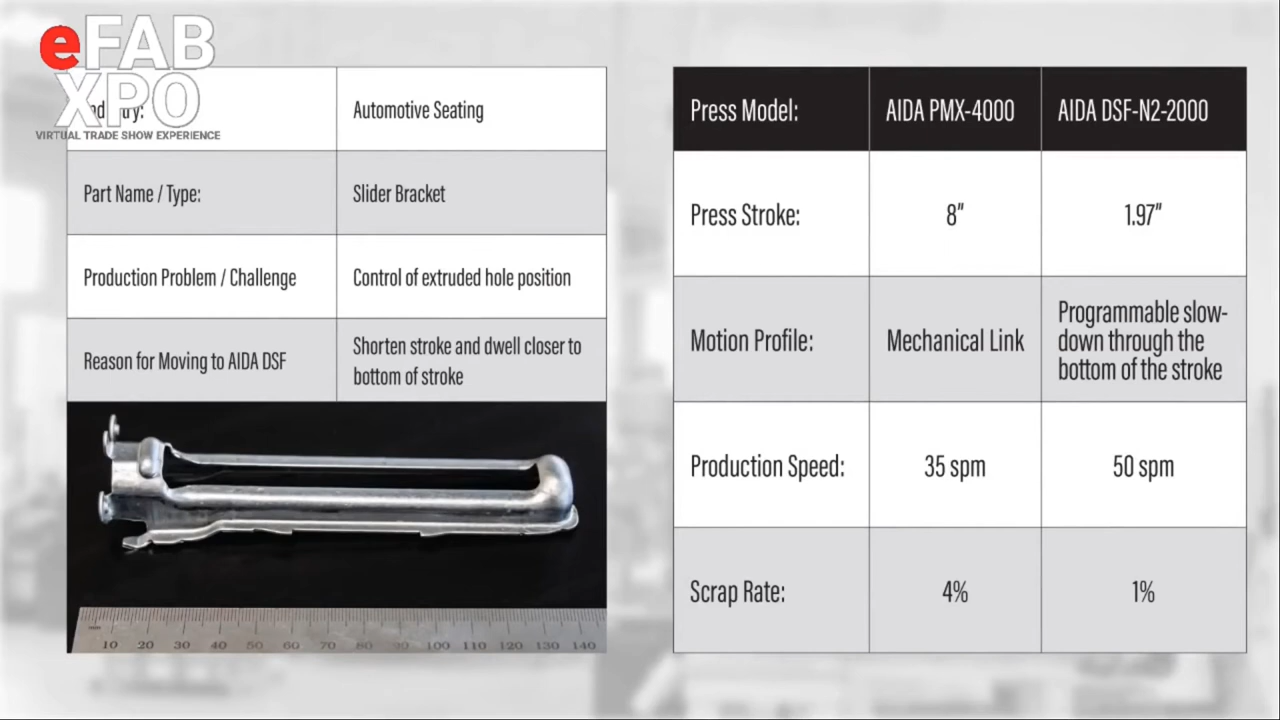 eFAB
XPO
VIRTUAL TRADE SHOW EXPERIENCE
Automotive Seating
Part Name / Type:
Slider Bracket
Production Problem / Challenge
Control of extruded hole position
Reason for Moving to AIDA DSF
Shorten stroke and dwell closer to
bottom of stroke
mm
10 20 30 40 50 60 70 80 90 100 110 120 130 140
Press Model:
AIDA PMX-4000
AIDA DSF-N2-2000
Press Stroke:
8"
1.97"
Motion Profile:
Mechanical Link
Programmable slow-
down through the
bottom of the stroke
Production Speed:
35 spm
50 spm
Scrap Rate:
4%
1%